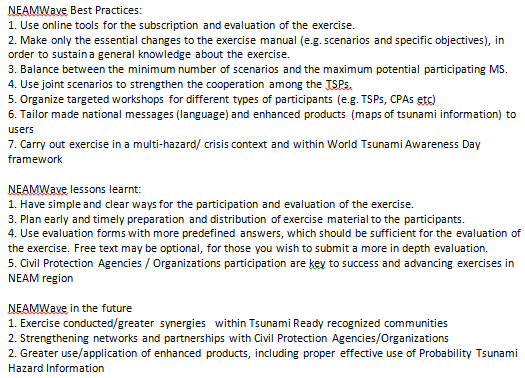 NEAMWave Best Practices:
1. Use online tools for the subscription and evaluation of the exercise.
2. Make only the essential changes to the exercise manual (e.g. scenarios and specific objectives), in
order to sustain a general knowledge about the exercise.
3. Balance between the minimum number of scenarios and the maximum potential participating MS.
4. Use joint scenarios to strengthen the cooperation among the TSPs.
5. Organize targeted workshops for different types of participants (e.g. TSPs, CPAs etc)
6. Tailor made national messages (language) and enhanced products (maps of tsunami information) to
users
7. Carry out exercise in a multi-hazard/ crisis context and within World Tsunami Awareness Day
framework
NEAMWave lessons learnt:
1. Have simple and clear ways for the participation and evaluation of the exercise.
3. Plan early and timely preparation and distribution of exercise material to the participants.
4. Use evaluation forms with more predefined answers, which should be sufficient for the evaluation of
the exercise. Free text may be optional, for those you wish to submit a more in depth evaluation.
5. Civil Protection Agencies / Organizations participation are key to success and advancing exercises in
NEAM region
NEAMWave in the future
1. Exercise conducted/greater synergies within Tsunami Ready recognized communities
2. Strengthening networks and partnerships with Civil Protection Agencies/Organizations
2. Greater use/application of enhanced products, including proper effective use of Probability Tsunami
Hazard Information